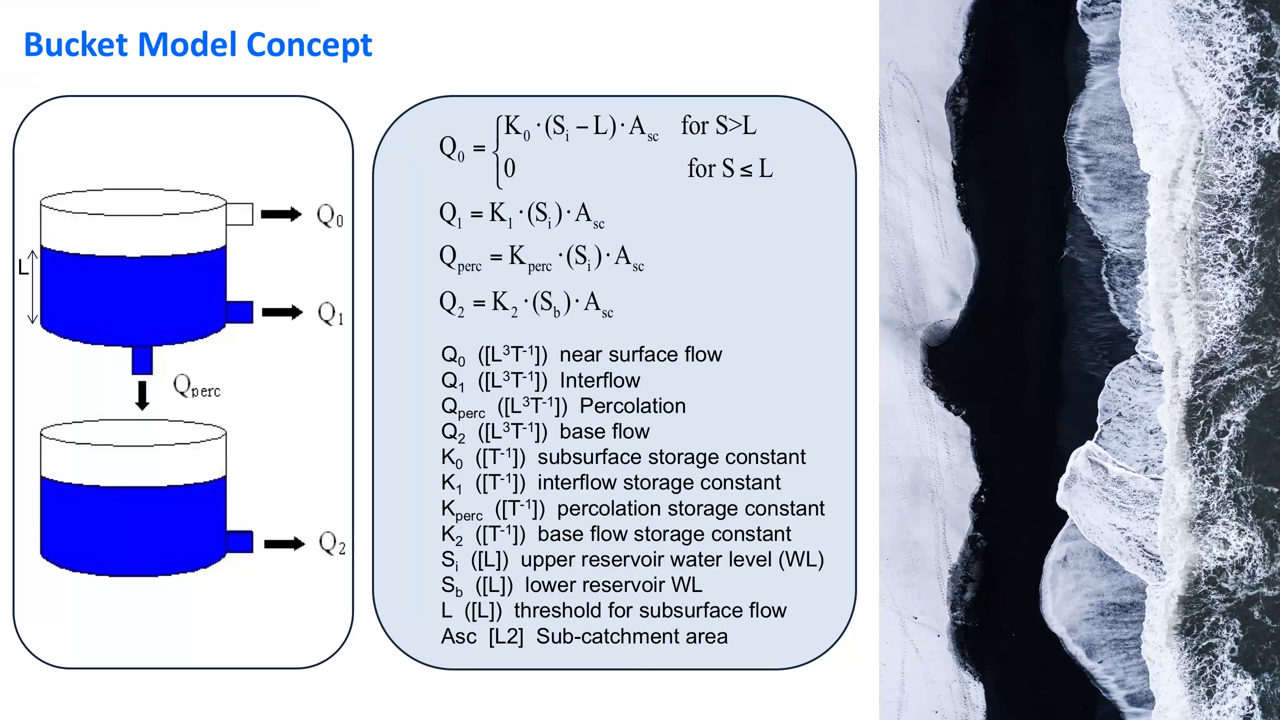 Bucket Model Concept
Q₀
L
Q₁
Qperc
Q₂
Q₀ = { K₀ · (Sᵢ − L) · Asc for S>L
0 for S ≤ L
Q₁ = K₁ · (Sᵢ) · Asc
Qperc = Kperc · (Sᵢ) · Asc
Q₂ = K₂ · (Sb) · Asc
Q₀ ([L³T⁻¹]) near surface flow
Q₁ ([L³T⁻¹]) Interflow
Qperc ([L³T⁻¹]) Percolation
Q₂ ([L³T⁻¹]) base flow
K₀ ([T⁻¹]) subsurface storage constant
K₁ ([T⁻¹]) interflow storage constant
Kperc ([T⁻¹]) percolation storage constant
K₂ ([T⁻¹]) base flow storage constant
Sᵢ ([L]) upper reservoir water level (WL)
Sb ([L]) lower reservoir WL
L ([L]) threshold for subsurface flow
Asc [L2] Sub-catchment area